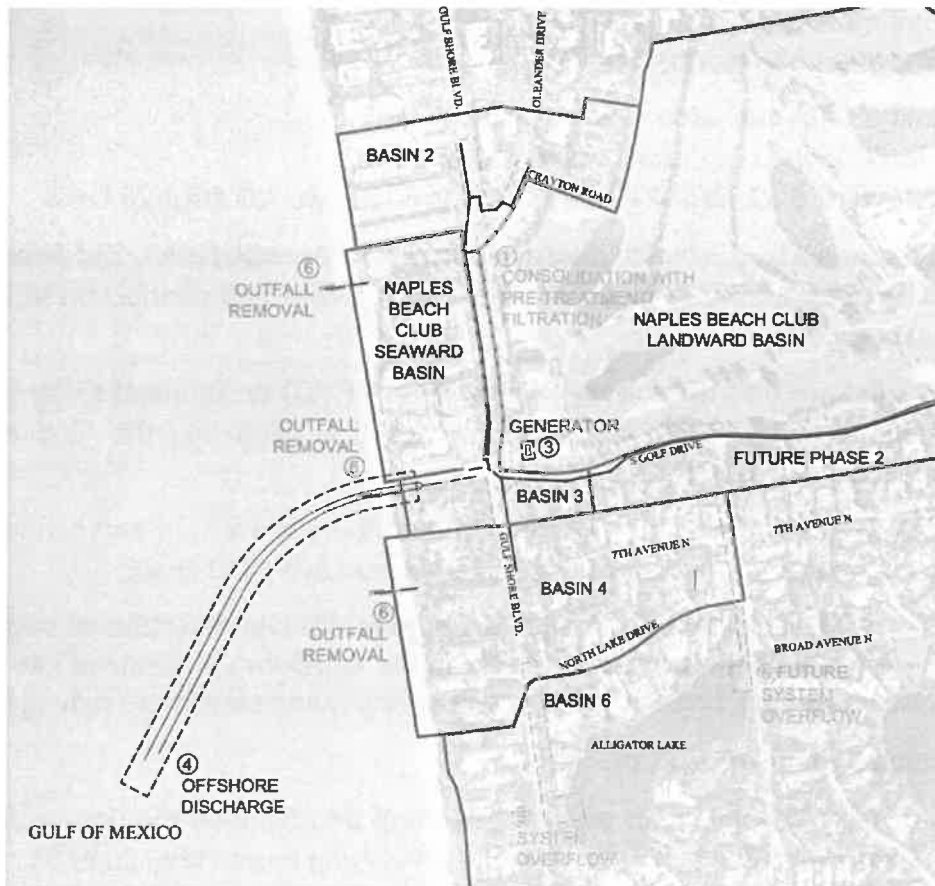 GULF SHORE BLVD.
OLEANDER DRIVE
BASIN 2
CRAYTON ROAD
⑥
OUTFALL
REMOVAL
NAPLES
BEACH
CLUB
SEAWARD
BASIN
①
CONSOLIDATION WITH
PRE-TREATMENT
FILTRATION
NAPLES BEACH CLUB
LANDWARD BASIN
OUTFALL
REMOVAL
⑥
GENERATOR
③
S GOLF DRIVE
FUTURE PHASE 2
BASIN 3
GULF SHORE BLVD.
7TH AVENUE N
7TH AVENUE N
BASIN 4
⑥
OUTFALL
REMOVAL
NORTH LAKE DRIVE
BROAD AVENUE N
FUTURE
SYSTEM
OVERFLOW
BASIN 6
ALLIGATOR LAKE
④
OFFSHORE
DISCHARGE
GULF OF MEXICO
SYSTEM
OVERFLOW